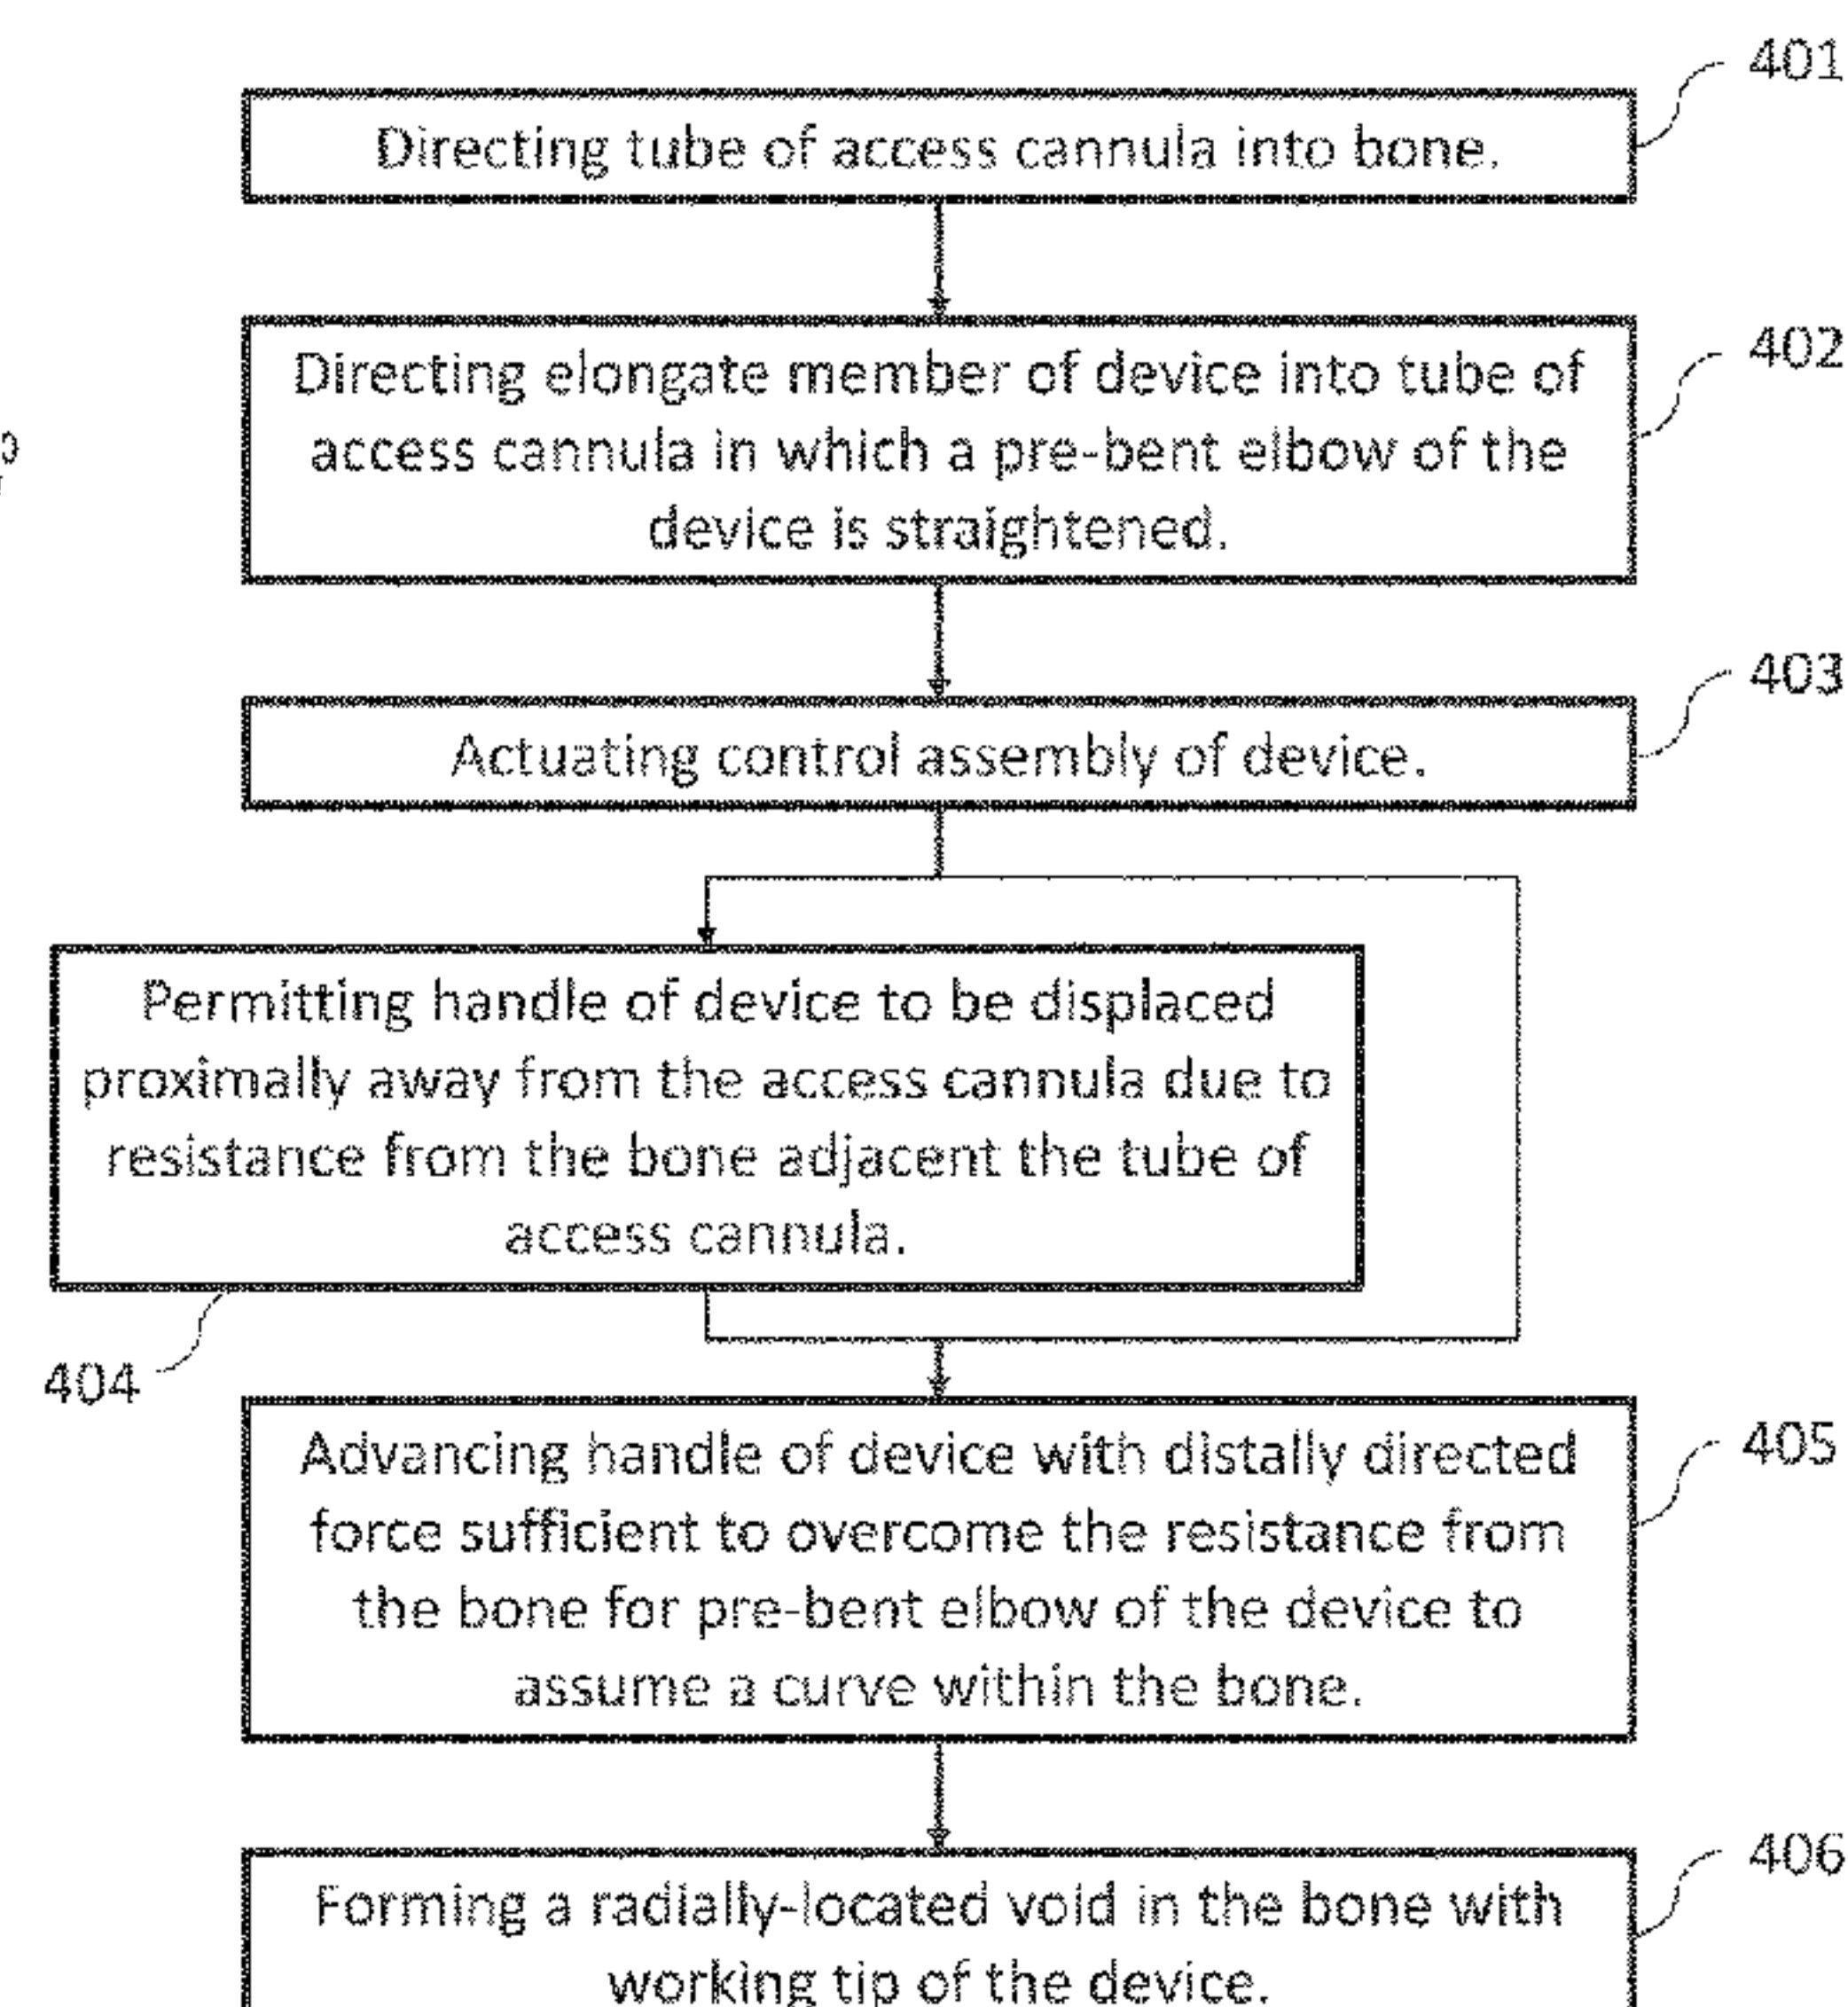 401
Directing tube of access cannula into bone.
402
Directing elongate member of device into tube of
access cannula in which a pre-bent elbow of the
device is straightened.
403
Actuating control assembly of device.
Permitting handle of device to be displaced
proximally away from the access cannula due to
resistance from the bone adjacent the tube of
access cannula.
404
Advancing handle of device with distally directed
force sufficient to overcome the resistance from
the bone for pre-bent elbow of the device to
assume a curve within the bone.
405
406
Forming a radially-located void in the bone with
working tip of the device.